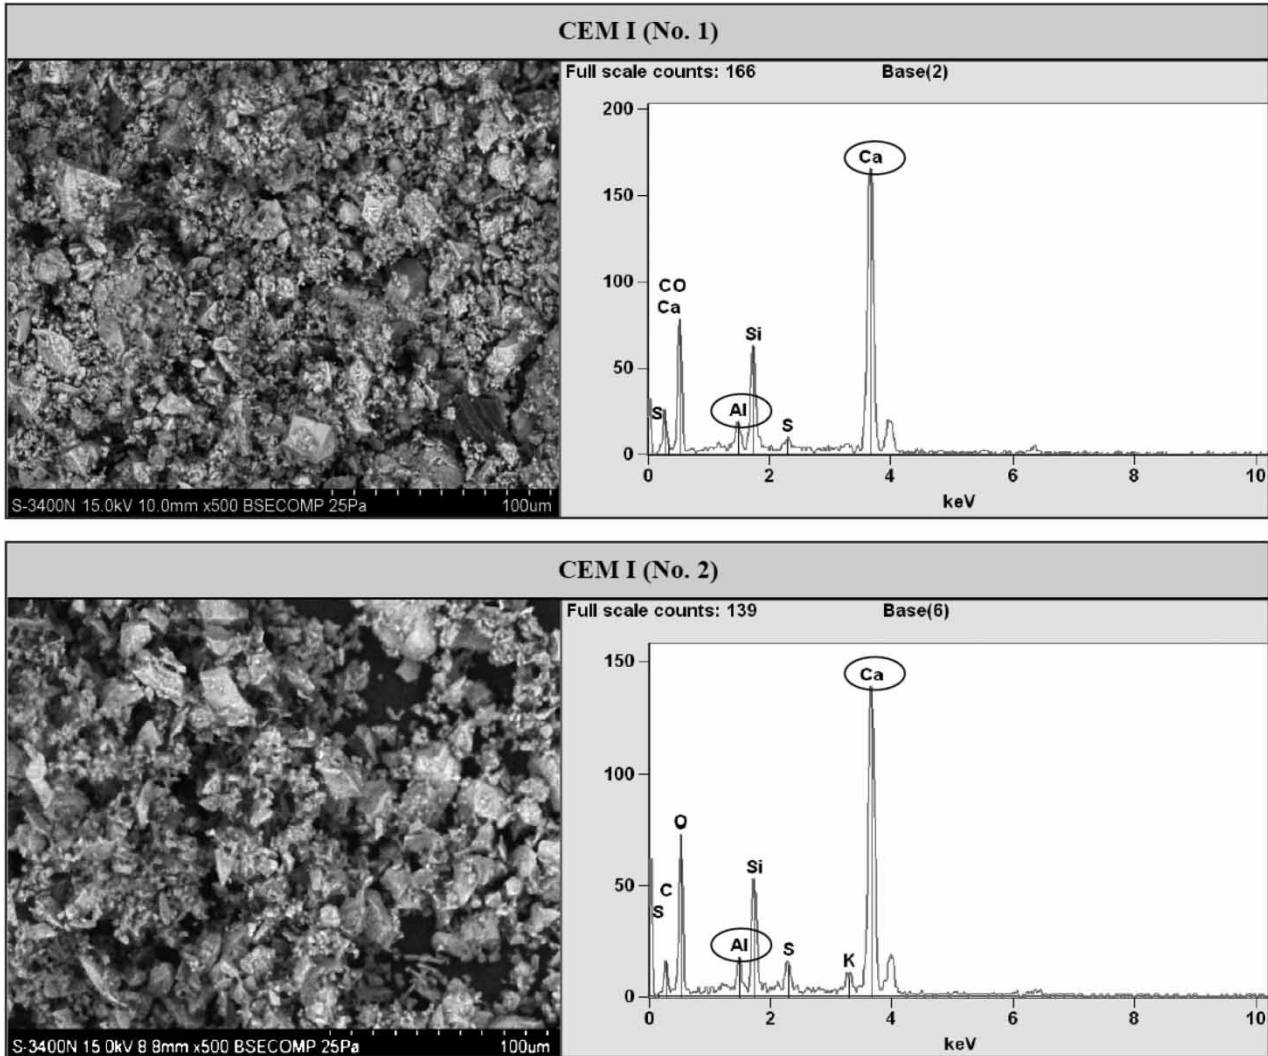 CEM I (No. 1)
Full scale counts: 166 Base(2)
200
150
100
50
0
C O
Ca
S
Al
Si
S
Ca
0 2 4 6 8 10
keV
S-3400N 15.0kV 10.0mm x500 BSECOMP 25Pa 100um
CEM I (No. 2)
Full scale counts: 139 Base(6)
150
100
50
0
O
C
S
Al
Si
S
K
Ca
0 2 4 6 8 10
keV
S-3400N 15.0kV 8.8mm x500 BSECOMP 25Pa 100um